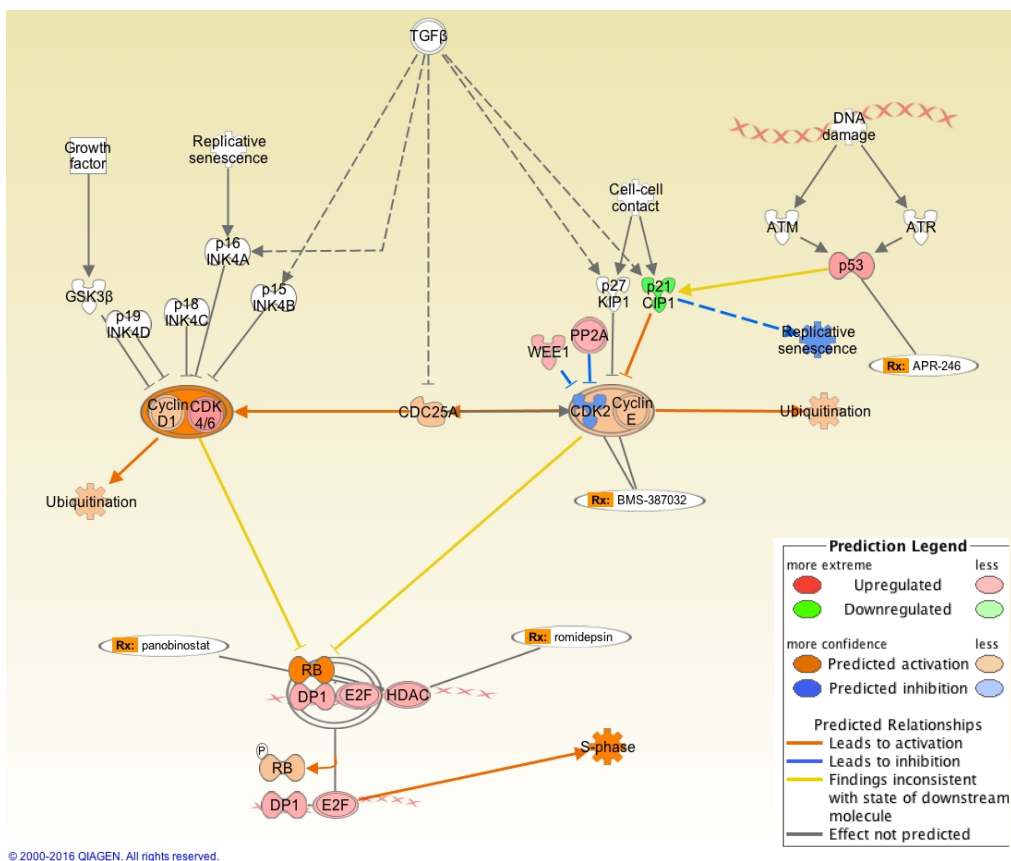 TGFβ
DNA
damage
Growth
factor
Replicative
senescence
Cell-cell
contact
ATM
ATR
p16
INK4A
p53
GSK3β
p15
INK4B
p27
KIP1
p21
CIP1
p18
INK4C
p19
INK4D
PP2A
WEE1
Replicative
senescence
Rx: APR-246
Cyclin
D1
CDK
4/6
CDC25A
CDK2
Cyclin
E
Ubiquitination
Ubiquitination
Rx: BMS-387032
Prediction Legend
more extreme
less
Upregulated
Downregulated
more confidence
less
Predicted activation
Predicted inhibition
Predicted Relationships
Leads to activation
Leads to inhibition
Findings inconsistent
with state of downstream
molecule
Effect not predicted
Rx: panobinostat
Rx: romidepsin
RB
DP1
E2F
HDAC
S-phase
P
RB
DP1
E2F
© 2000-2016 QIAGEN. All rights reserved.